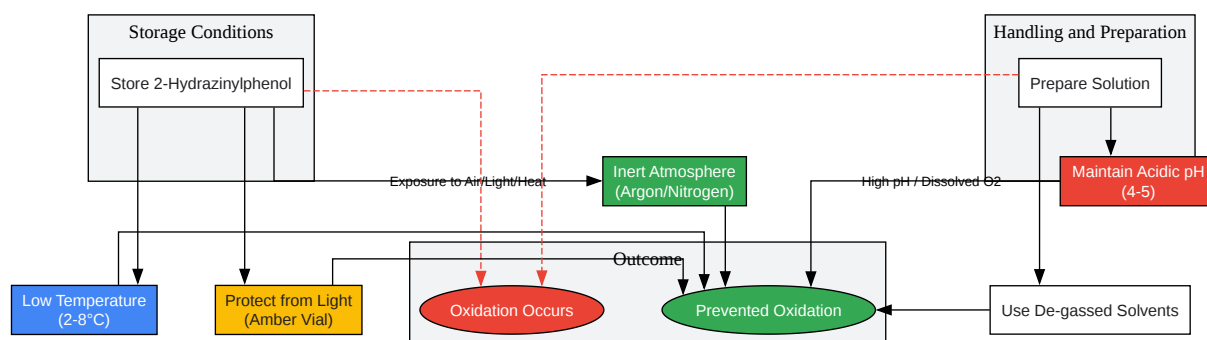 Storage Conditions
Handling and Preparation
Store 2-Hydrazinylphenol
Prepare Solution
Exposure to Air/Light/Heat
Inert Atmosphere
(Argon/Nitrogen)
High pH / Dissolved O2
Maintain Acidic pH
(4-5)
Outcome
Low Temperature
(2-8°C)
Protect from Light
(Amber Vial)
Oxidation Occurs
Prevented Oxidation
Use De-gassed Solvents